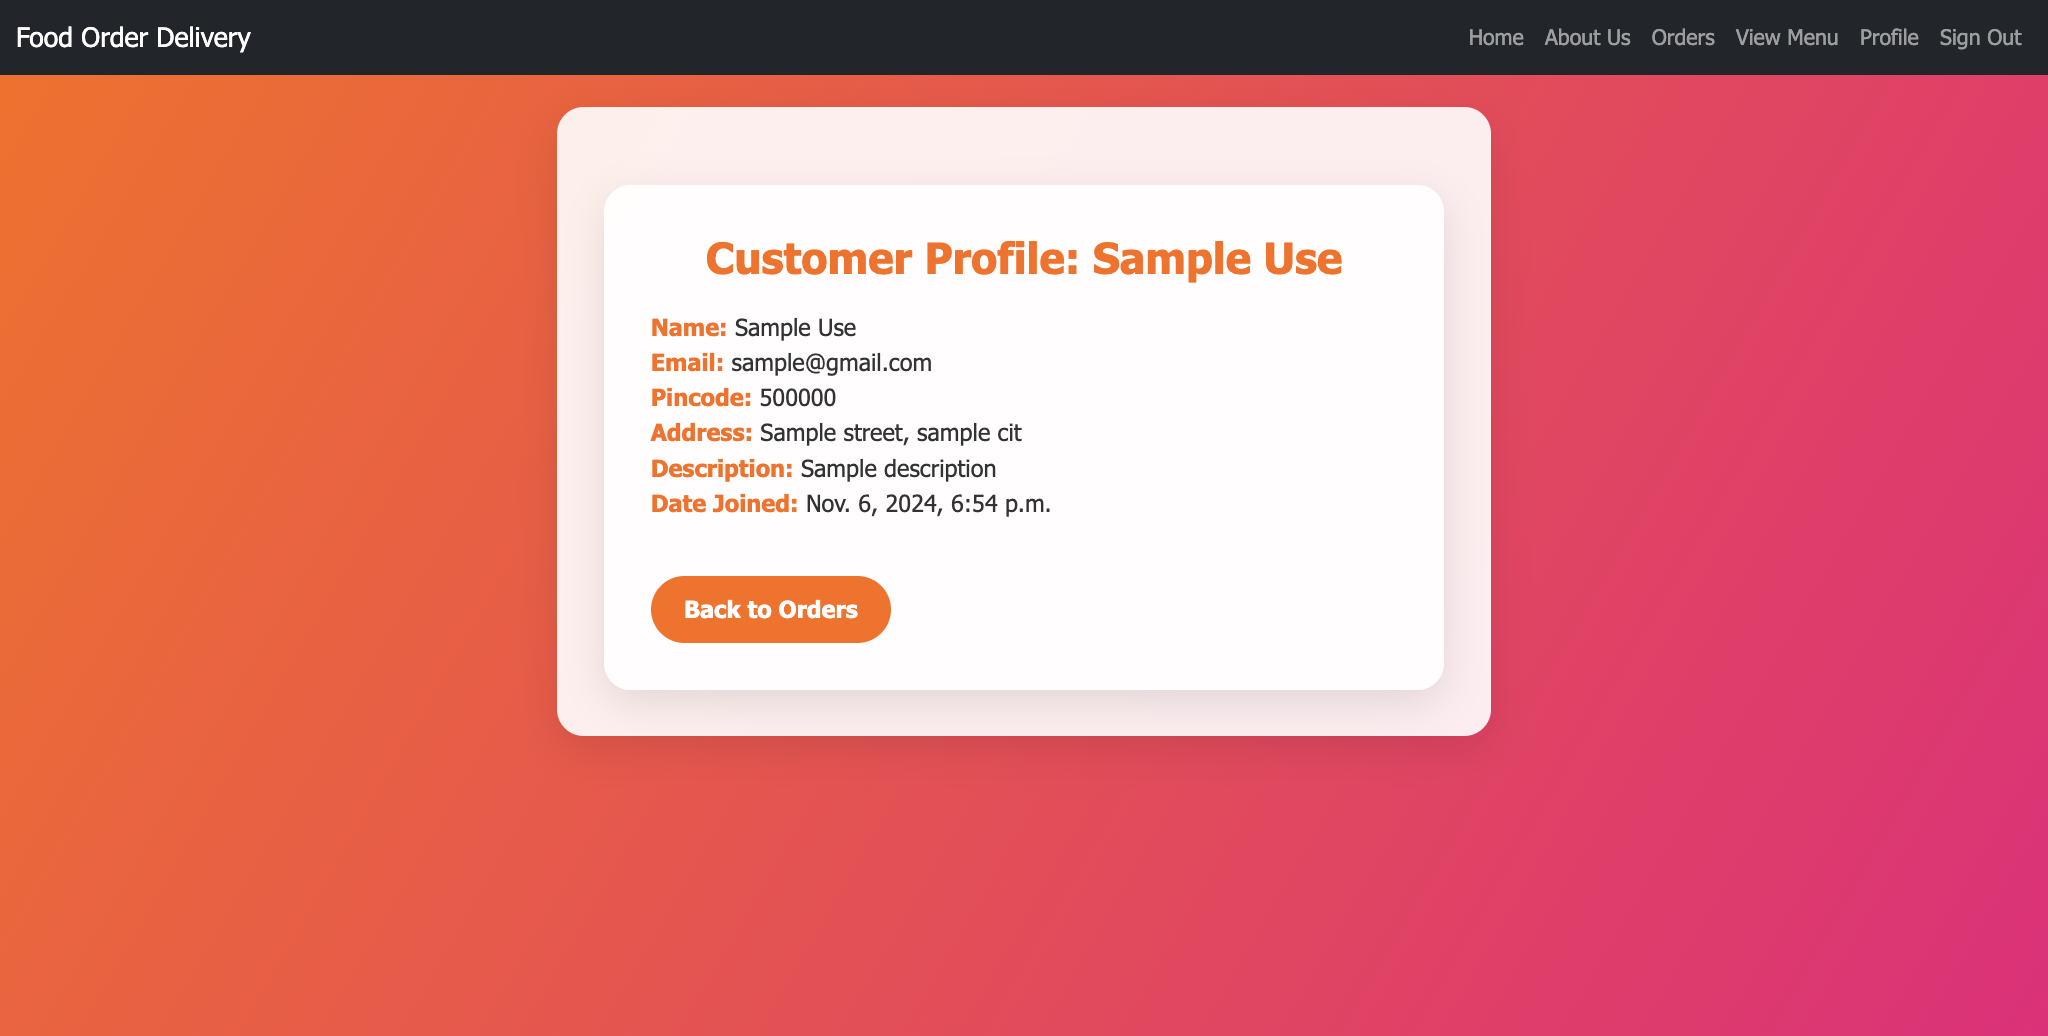 Food Order Delivery
Home About Us Orders View Menu Profile Sign Out
Customer Profile: Sample Use
Name: Sample Use
Email: sample@gmail.com
Pincode: 500000
Address: Sample street, sample cit
Description: Sample description
Date Joined: Nov. 6, 2024, 6:54 p.m.
Back to Orders